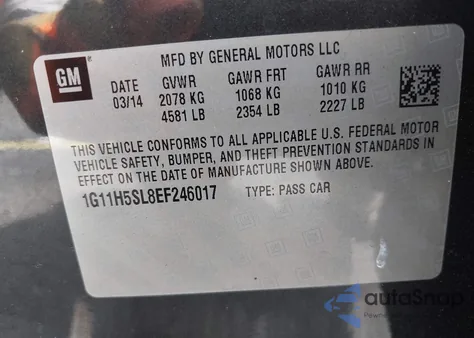 GM
MFD BY GENERAL MOTORS LLC
DATE GVWR GAWR FRT GAWR RR
03/14 2078 KG 1068 KG 1010 KG
4581 LB 2354 LB 2227 LB
THIS VEHICLE CONFORMS TO ALL APPLICABLE U.S. FEDERAL MOTOR
VEHICLE SAFETY, BUMPER, AND THEFT PREVENTION STANDARDS IN
EFFECT ON THE DATE OF MANUFACTURE SHOWN ABOVE.
1G11H5SL8EF246017 TYPE: PASS CAR
autoSnap